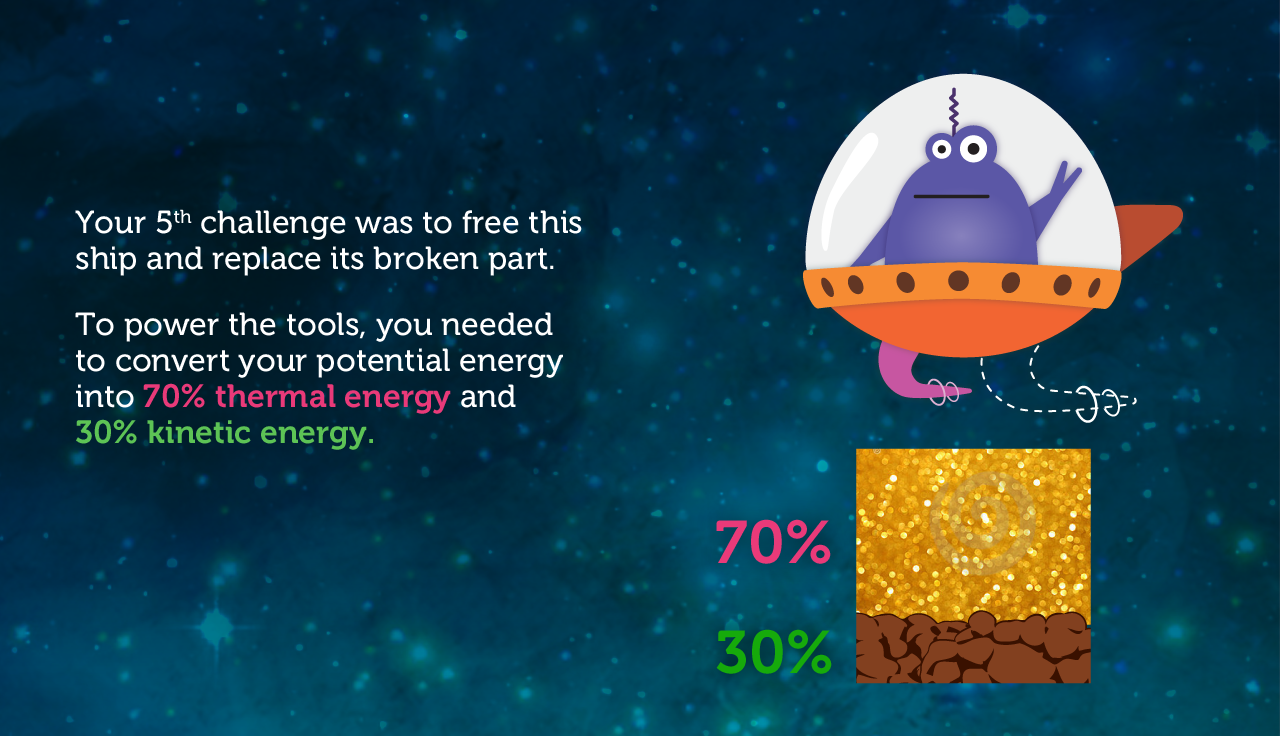 Your 5th challenge was to free this
ship and replace its broken part.
To power the tools, you needed
to convert your potential energy
into 70% thermal energy and
30% kinetic energy.
70%
30%